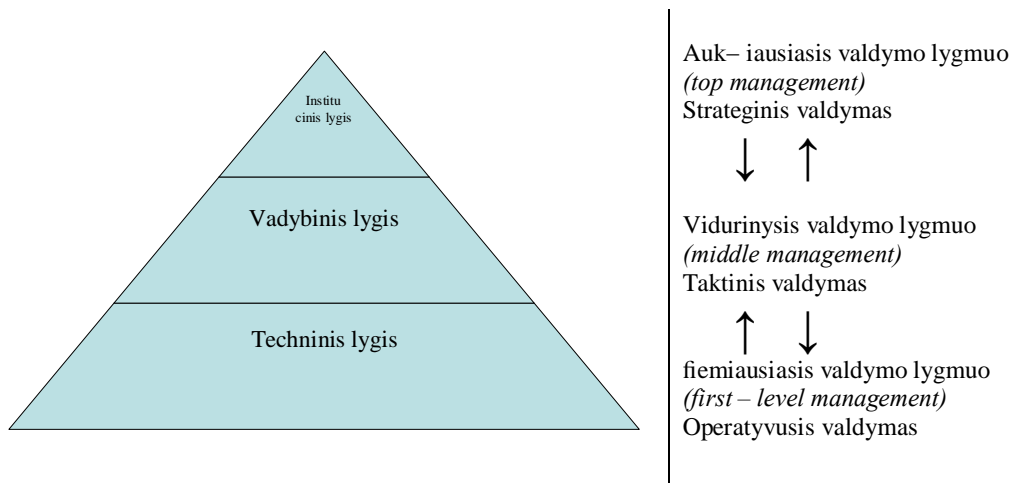 Institu
cinis lygis
Vadybinis lygis
Techninis lygis
Auk– iausiasis valdymo lygmuo
(top management)
Strateginis valdymas
↓ ↑
Vidurinysis valdymo lygmuo
(middle management)
Taktinis valdymas
↑ ↓
fiemiausiasis valdymo lygmuo
(first – level management)
Operatyvusis valdymas